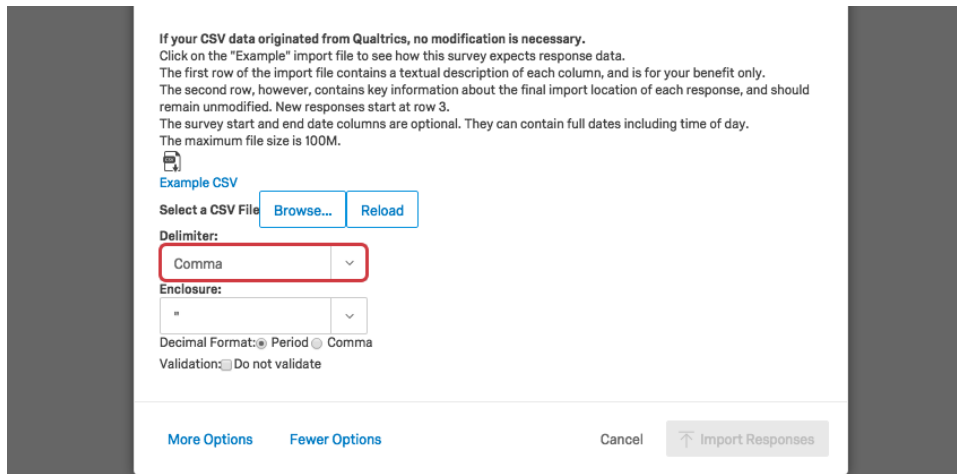 If your CSV data originated from Qualtrics, no modification is necessary.
Click on the "Example" import file to see how this survey expects response data.
The first row of the import file contains a textual description of each column, and is for your benefit only.
The second row, however, contains key information about the final import location of each response, and should
remain unmodified. New responses start at row 3.
The survey start and end date columns are optional. They can contain full dates including time of day.
The maximum file size is 100M.
CSV
Example CSV
Select a CSV File Browse... Reload
Delimiter:
Comma
Enclosure:
"
Decimal Format: Period Comma
Validation: Do not validate
More Options Fewer Options Cancel Import Responses